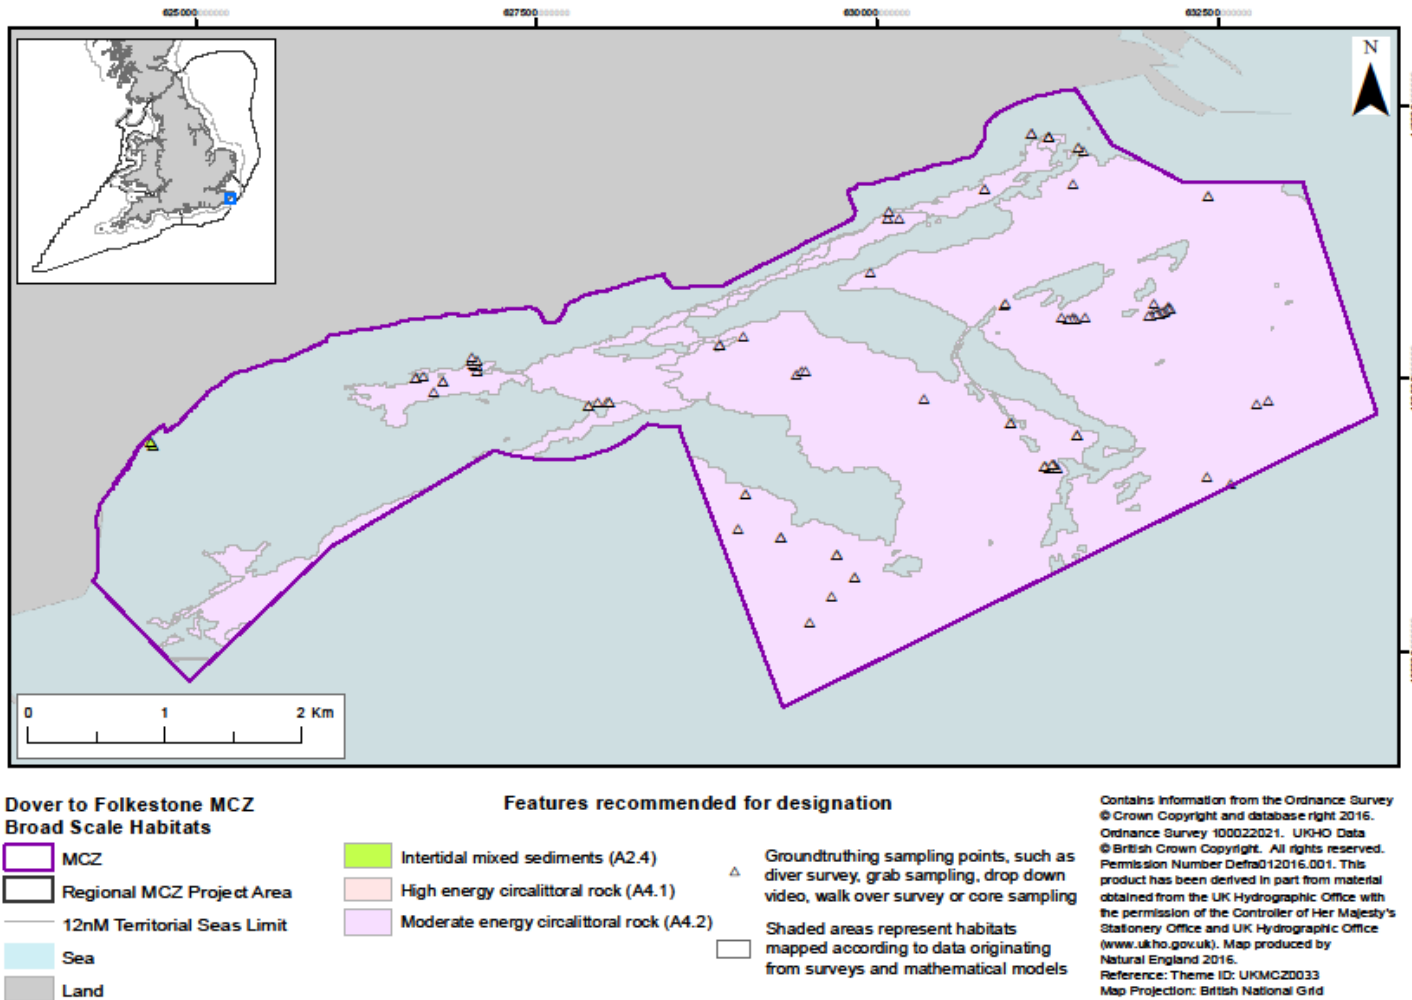 625000
627500
630000
632500
N
0 1 2 Km
Dover to Folkestone MCZ
Broad Scale Habitats
MCZ
Regional MCZ Project Area
12nM Territorial Seas Limit
Sea
Land
Features recommended for designation
Intertidal mixed sediments (A2.4)
High energy circalittoral rock (A4.1)
Moderate energy circalittoral rock (A4.2)
Groundtruthing sampling points, such as
diver survey, grab sampling, drop down
video, walk over survey or core sampling
Shaded areas represent habitats
mapped according to data originating
from surveys and mathematical models
Contains Information from the Ordnance Survey
© Crown Copyright and database right 2016.
Ordnance Survey 100022021. UKHO Data
© British Crown Copyright. All rights reserved.
Permission Number Defra012016.001. This
product has been derived in part from material
obtained from the UK Hydrographic Office with
the permission of the Controller of Her Majesty's
Stationery Office and UK Hydrographic Office
(www.ukho.gov.uk). Map produced by
Natural England 2016.
Reference: Theme ID: UKMCZ0033
Map Projection: British National Grid